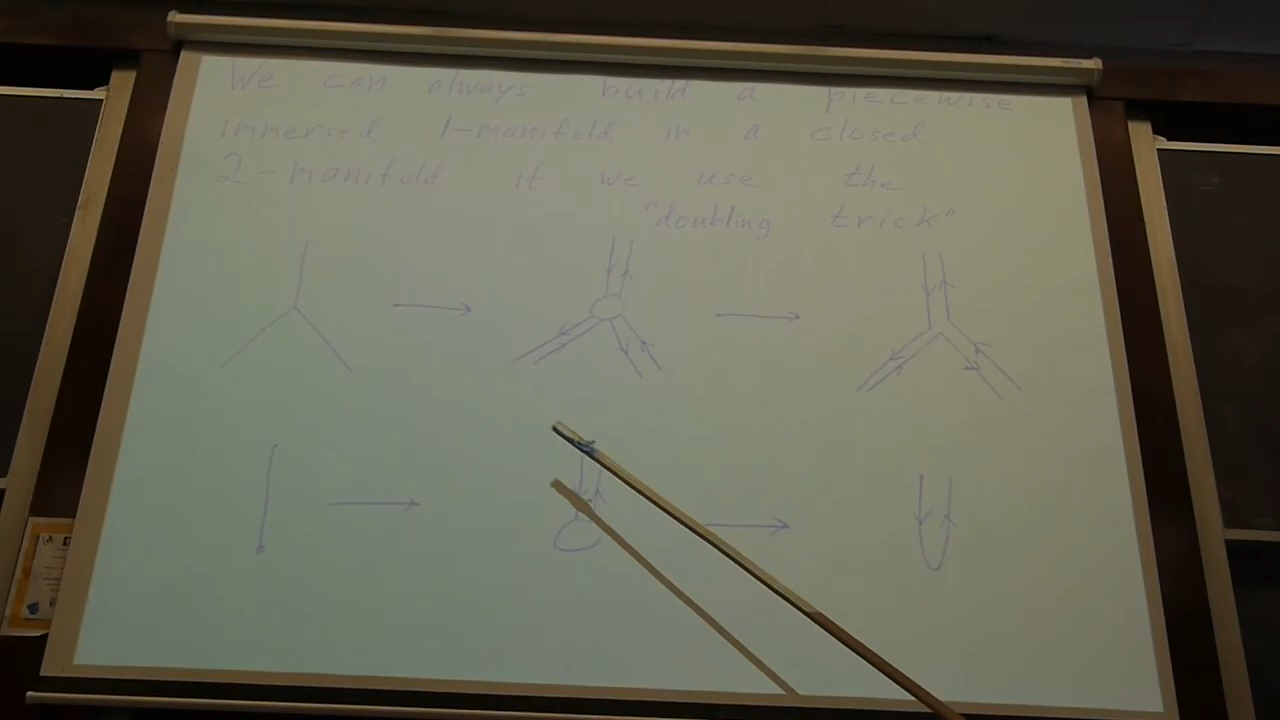 We can always build a piecewise
immersed 1-manifold in a closed
2-manifold if we use the
"doubling trick"